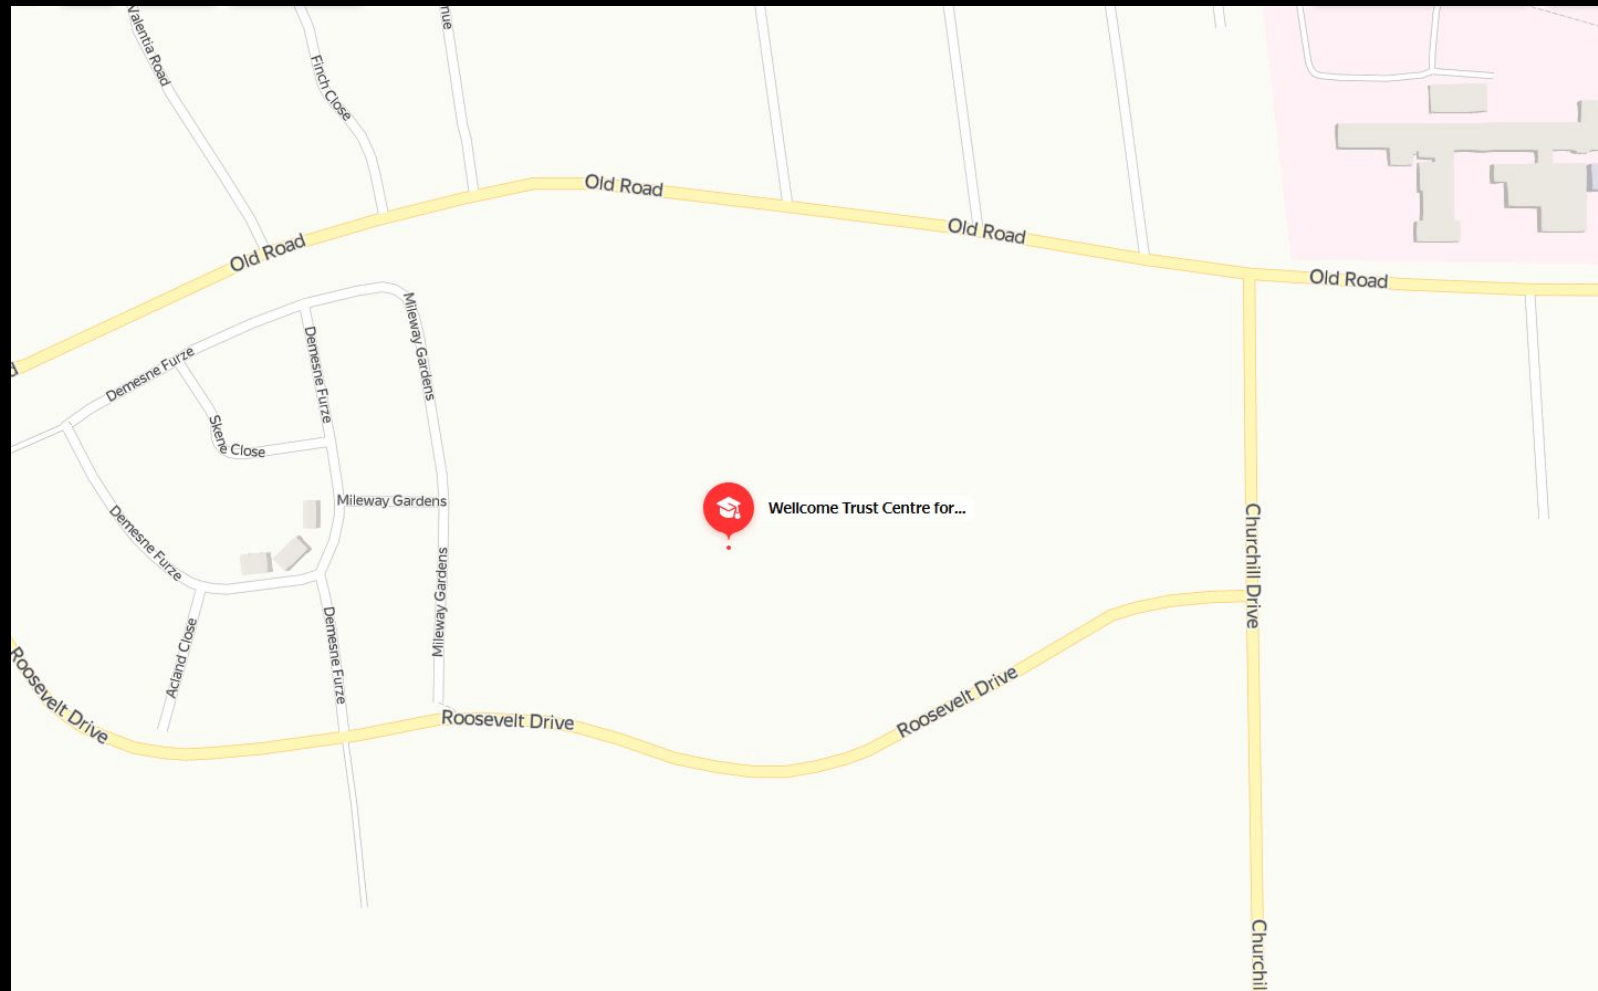 Valentia Road
Finch Close
nue
Old Road
Old Road
Old Road
Old Road
Mileway Gardens
Demesne Furze
Demesne Furze
Skene Close
Mileway Gardens
Wellcome Trust Centre for...
Demesne Furze
Churchill Drive
Mileway Gardens
Acland Close
Demesne Furze
Roosevelt Drive
Roosevelt Drive
Roosevelt Drive
Churchil